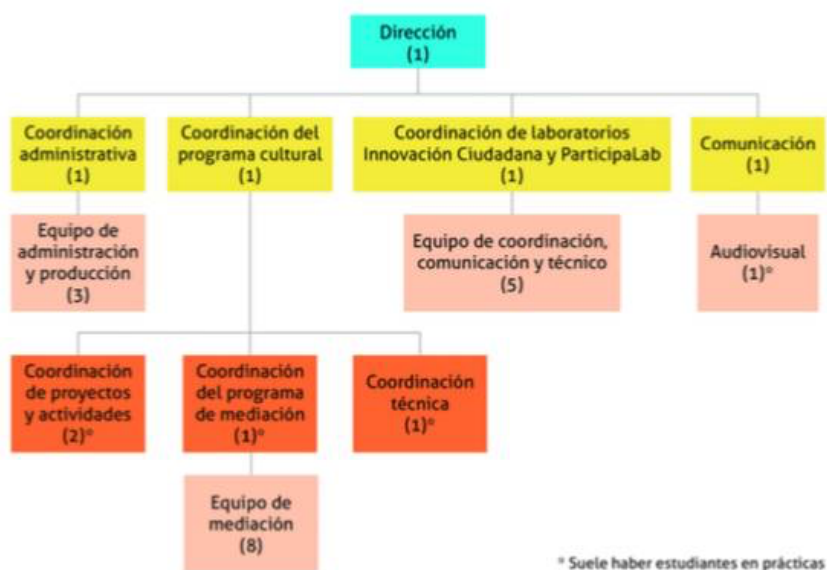 Dirección
(1)
Coordinación
administrativa
(1)
Coordinación del
programa cultural
(1)
Coordinación de laboratorios
Innovación Ciudadana y ParticipaLab
(1)
Comunicación
(1)
Equipo de
administración
y producción
(3)
Equipo de coordinación,
comunicación y técnico
(5)
Audiovisual
(1)*
Coordinación
de proyectos
y actividades
(2)*
Coordinación
del programa
de mediación
(1)*
Coordinación
técnica
(1)*
Equipo de
mediación
(8)
* Suele haber estudiantes en prácticas